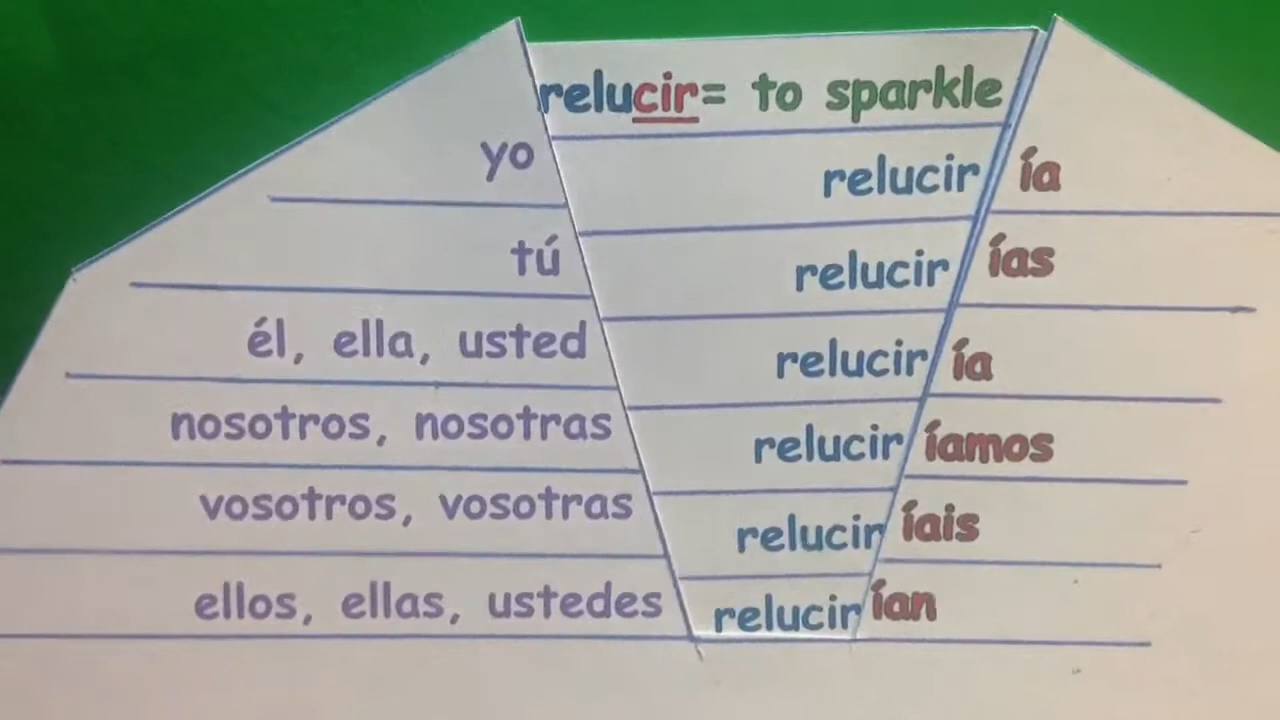 relucir= to sparkle
yo relucir ía
tú relucir ías
él, ella, usted relucir ía
nosotros, nosotras relucir íamos
vosotros, vosotras relucir íais
ellos, ellas, ustedes relucir ían